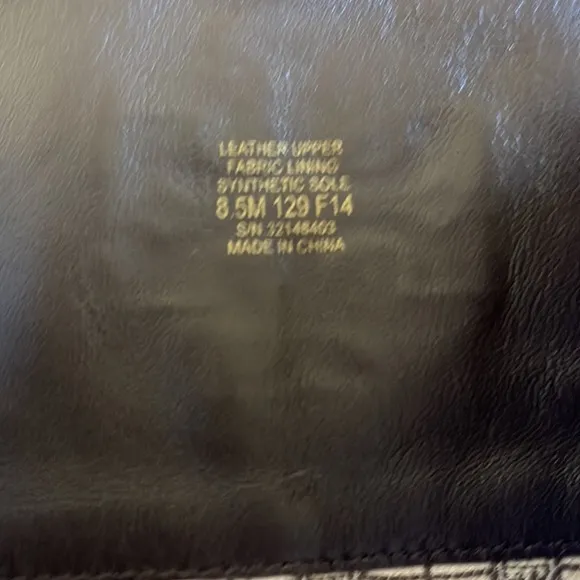 LEATHER UPPER
FABRIC LINING
SYNTHETIC SOLE
8.5M 129 F14
S/N 32148403
MADE IN CHINA